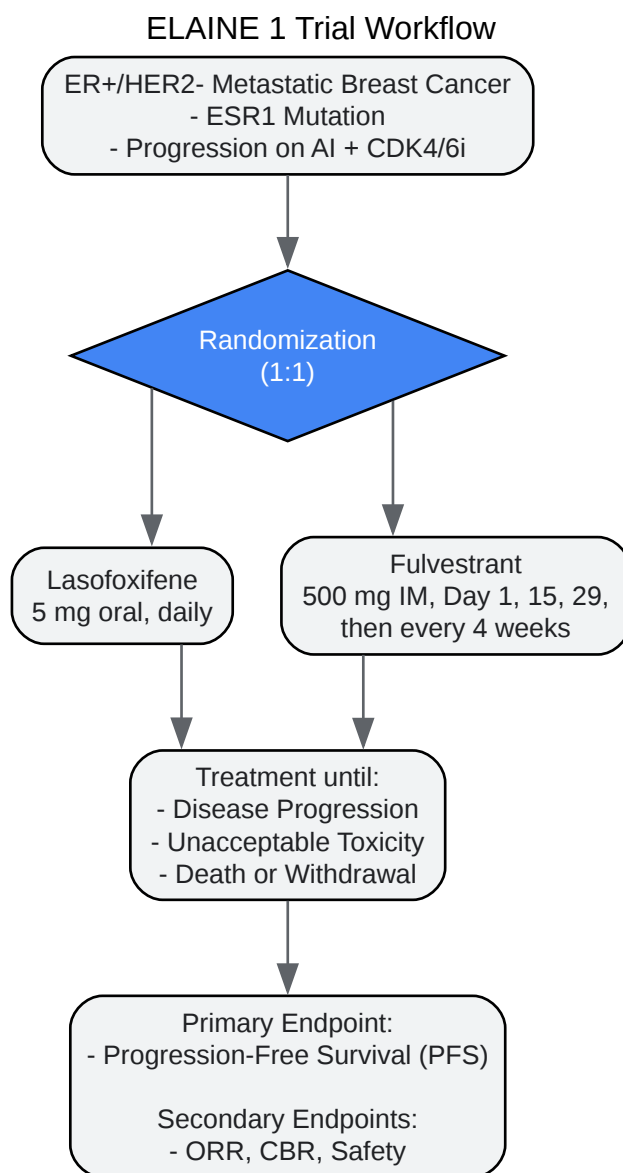 ELAINE 1 Trial Workflow
ER+/HER2- Metastatic Breast Cancer
- ESR1 Mutation
- Progression on AI + CDK4/6i
Randomization
(1:1)
Lasofoxifene
5 mg oral, daily
Fulvestrant
500 mg IM, Day 1, 15, 29,
then every 4 weeks
Treatment until:
- Disease Progression
- Unacceptable Toxicity
- Death or Withdrawal
Primary Endpoint:
- Progression-Free Survival (PFS)
Secondary Endpoints:
- ORR, CBR, Safety